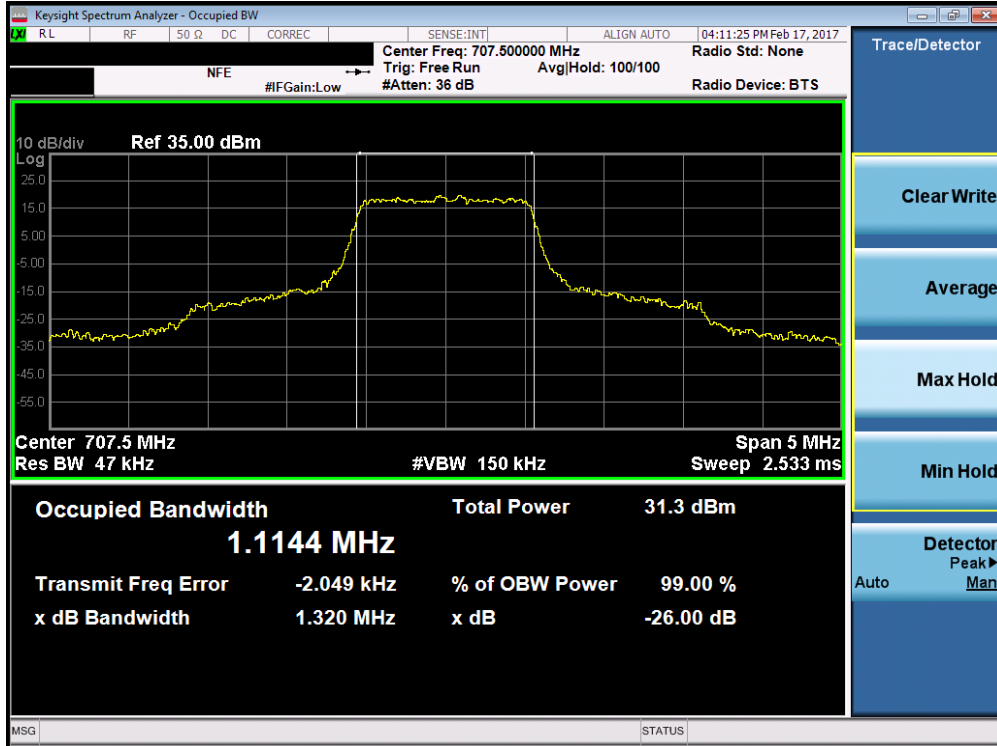 Keysight Spectrum Analyzer - Occupied BW
LXI RL RF 50 Ω DC CORREC SENSE:INT ALIGN AUTO 04:11:25 PM Feb 17, 2017
NFE
#IFGain:Low
Center Freq: 707.500000 MHz
Trig: Free Run Avg|Hold: 100/100
#Atten: 36 dB
Radio Std: None
Radio Device: BTS
10 dB/div Ref 35.00 dBm
Log
25.0
15.0
5.00
-5.00
-15.0
-25.0
-35.0
-45.0
-55.0
Center 707.5 MHz Span 5 MHz
Res BW 47 kHz #VBW 150 kHz Sweep 2.533 ms
Occupied Bandwidth Total Power 31.3 dBm
1.1144 MHz
Transmit Freq Error -2.049 kHz % of OBW Power 99.00 %
x dB Bandwidth 1.320 MHz x dB -26.00 dB
Trace/Detector
Clear Write
Average
Max Hold
Min Hold
Detector
Peak▶
Auto Man
MSG STATUS